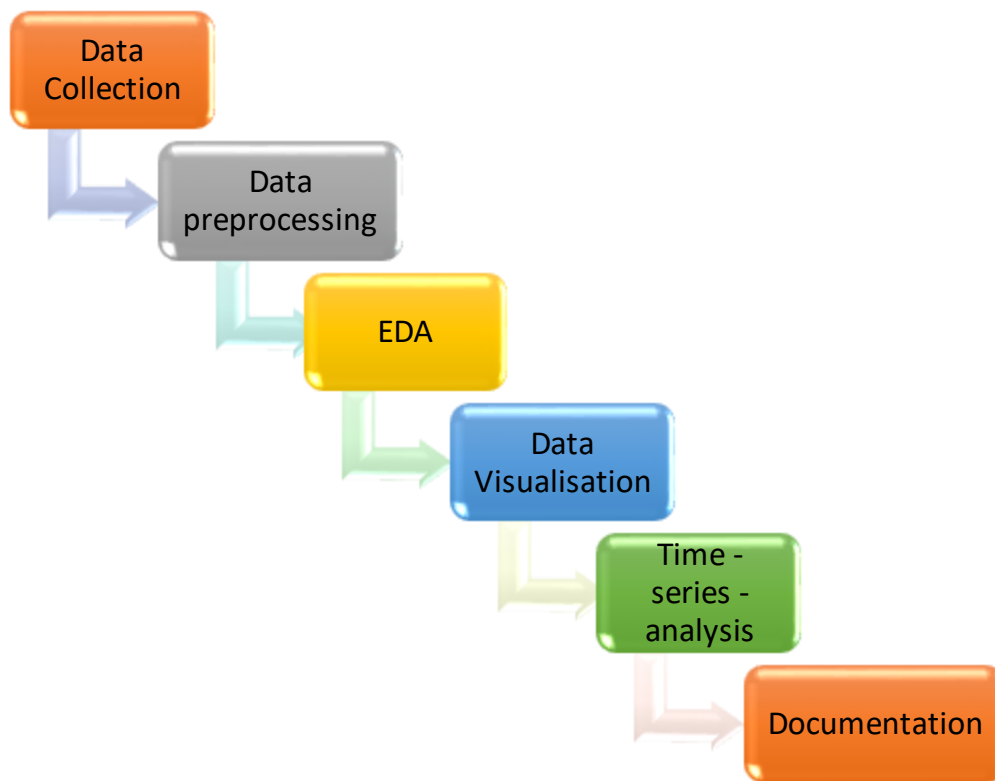 Data
Collection
Data
preprocessing
EDA
Data
Visualisation
Time -
series -
analysis
Documentation